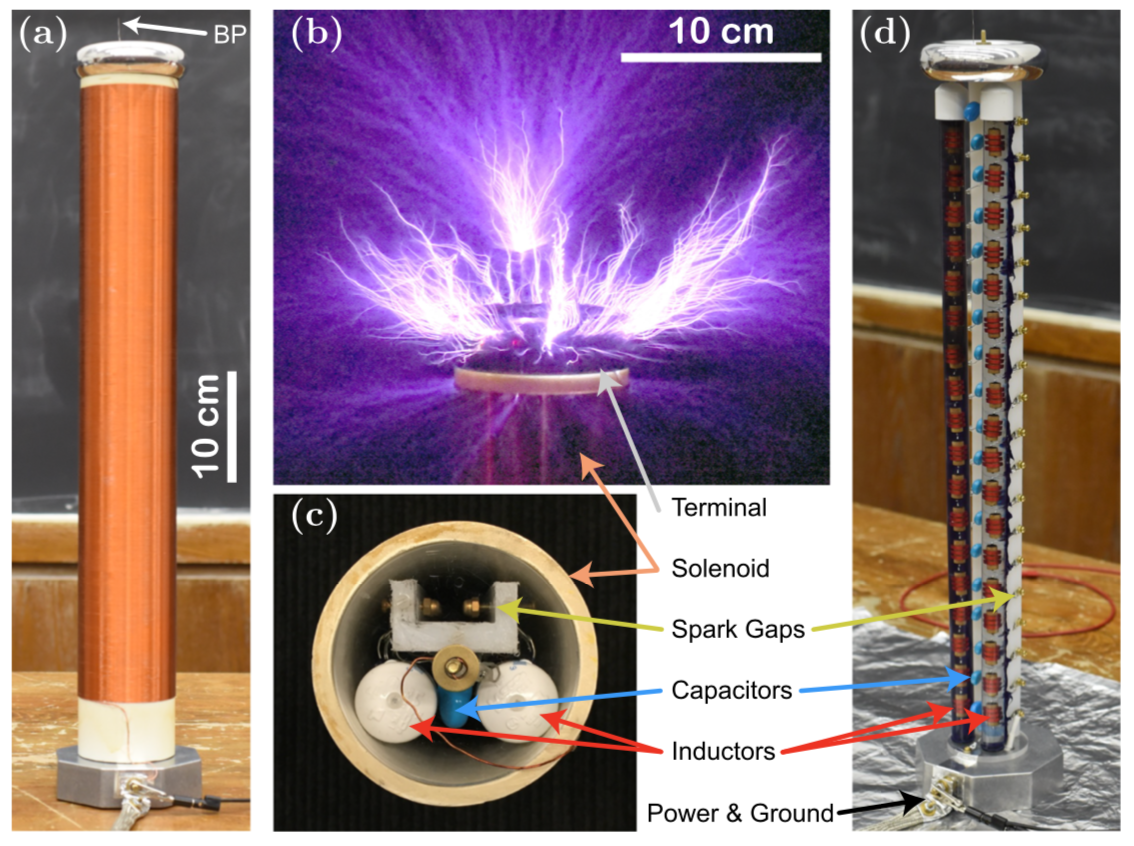 (a)
BP
10 cm
(b)
10 cm
(c)
(d)
Terminal
Solenoid
Spark Gaps
Capacitors
Inductors
Power & Ground